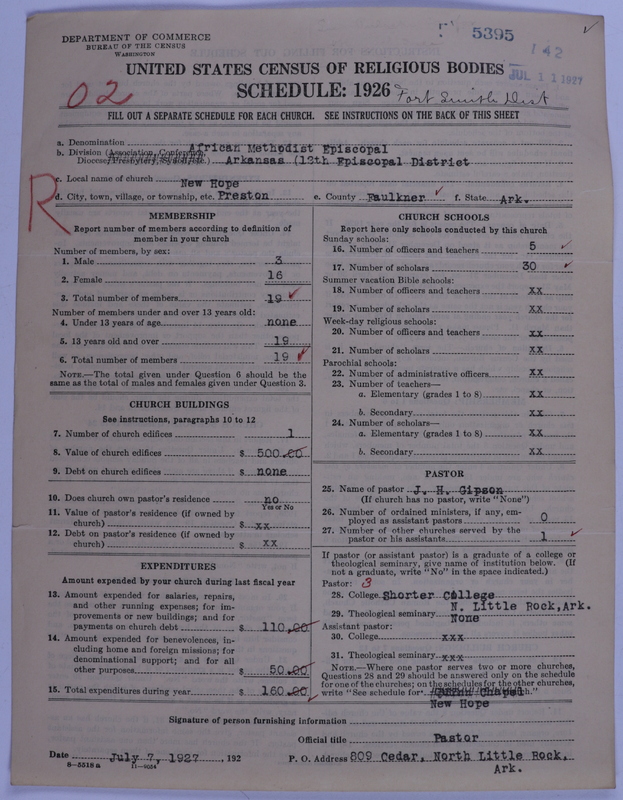 DEPARTMENT OF COMMERCE
BUREAU OF THE CENSUS
WASHINGTON
5395
142
JUL 11 1927
UNITED STATES CENSUS OF RELIGIOUS BODIES
SCHEDULE: 1926
Fort Smith Dist
02
FILL OUT A SEPARATE SCHEDULE FOR EACH CHURCH. SEE INSTRUCTIONS ON THE BACK OF THIS SHEET
a. Denomination African Methodist Episcopal
b. Division (Association, Conference,
Diocese, Presbytery, Synod, etc.) Arkansas (12th Episcopal District
c. Local name of church New Hope
R
d. City, town, village, or township, etc. Preston e. County Faulkner f. State Ark.
MEMBERSHIP
Report number of members according to definition of
member in your church
Number of members, by sex:
1. Male 3
2. Female 16
3. Total number of members 19
Number of members under and over 13 years old:
4. Under 13 years of age none
5. 13 years old and over 19
6. Total number of members 19
NOTE.—The total given under Question 6 should be
same as the total of males and females given under Question 3.
CHURCH BUILDINGS
See instructions, paragraphs 10 to 12
7. Number of church edifices 1
8. Value of church edifices $ 500.00
9. Debt on church edifices $ none
10. Does church own pastor's residence no
Yes or No
11. Value of pastor's residence (if owned by
church) $ xx
12. Debt on pastor's residence (if owned by
church) $ xx
EXPENDITURES
Amount expended by your church during last fiscal year
13. Amount expended for salaries, repairs,
and other running expenses; for im-
provements or new buildings; and for
payments on church debt $ 110.00
14. Amount expended for benevolences, in-
cluding home and foreign missions; for
denominational support; and for all
other purposes $ 50.00
15. Total expenditures during year $ 160.00
CHURCH SCHOOLS
Report here only schools conducted by this church
Sunday schools:
16. Number of officers and teachers 5
17. Number of scholars 30
Summer vacation Bible schools:
18. Number of officers and teachers xx
19. Number of scholars xx
Week-day religious schools:
20. Number of officers and teachers xx
21. Number of scholars xx
Parochial schools:
22. Number of administrative officers xx
23. Number of teachers—
a. Elementary (grades 1 to 8) xx
b. Secondary xx
24. Number of scholars—
a. Elementary (grades 1 to 8) xx
b. Secondary xx
PASTOR
25. Name of pastor J. H. Gipson
(If church has no pastor, write "None")
26. Number of ordained ministers, if any, em-
ployed as assistant pastors 0
27. Number of other churches served by the
pastor or his assistants 1
If pastor (or assistant pastor) is a graduate of a college or
theological seminary, give name of institution below. (If
not a graduate, write "No" in the space indicated.)
Pastor: 3
28. College Shorter College
N. Little Rock, Ark.
29. Theological seminary None
Assistant pastor:
30. College xxx
31. Theological seminary xxx
NOTE.—Where one pastor serves two or more churches,
Questions 28 and 29 should be answered only on the schedule
for one of the churches; on the schedules for the other churches,
write "See schedule for Chapel
New Hope
Signature of person furnishing information
Official title Pastor
Date July 7, 1927, 192 P. O. Address 809 Cedar, North Little Rock,
Ark.
8-5518 a 11-9684